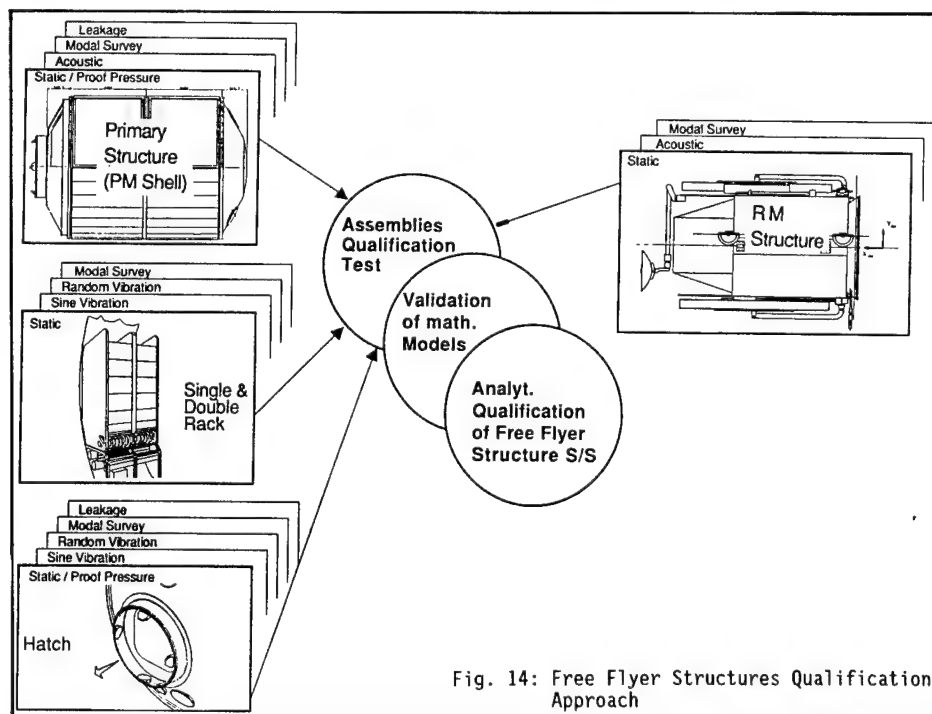 Leakage
Modal Survey
Acoustic
Static / Proof Pressure
Primary
Structure
(PM Shell)
Modal Survey
Random Vibration
Sine Vibration
Static
Single &
Double
Rack
Leakage
Modal Survey
Random Vibration
Sine Vibration
Static / Proof Pressure
Hatch
Assemblies
Qualification
Test
Validation
of math.
Models
Analyt.
Qualification
of Free Flyer
Structure S/S
Modal Survey
Acoustic
Static
RM
Structure
Fig. 14: Free Flyer Structures Qualification
Approach